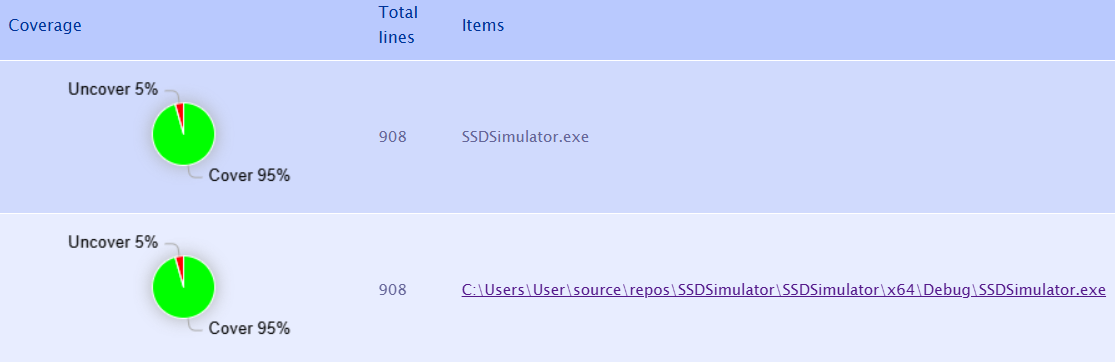 Coverage
Total
lines
Items
Uncover 5%
Cover 95%
908
SSDSimulator.exe
Uncover 5%
Cover 95%
908
C:\Users\User\source\repos\SSDSimulator\SSDSimulator\x64\Debug\SSDSimulator.exe